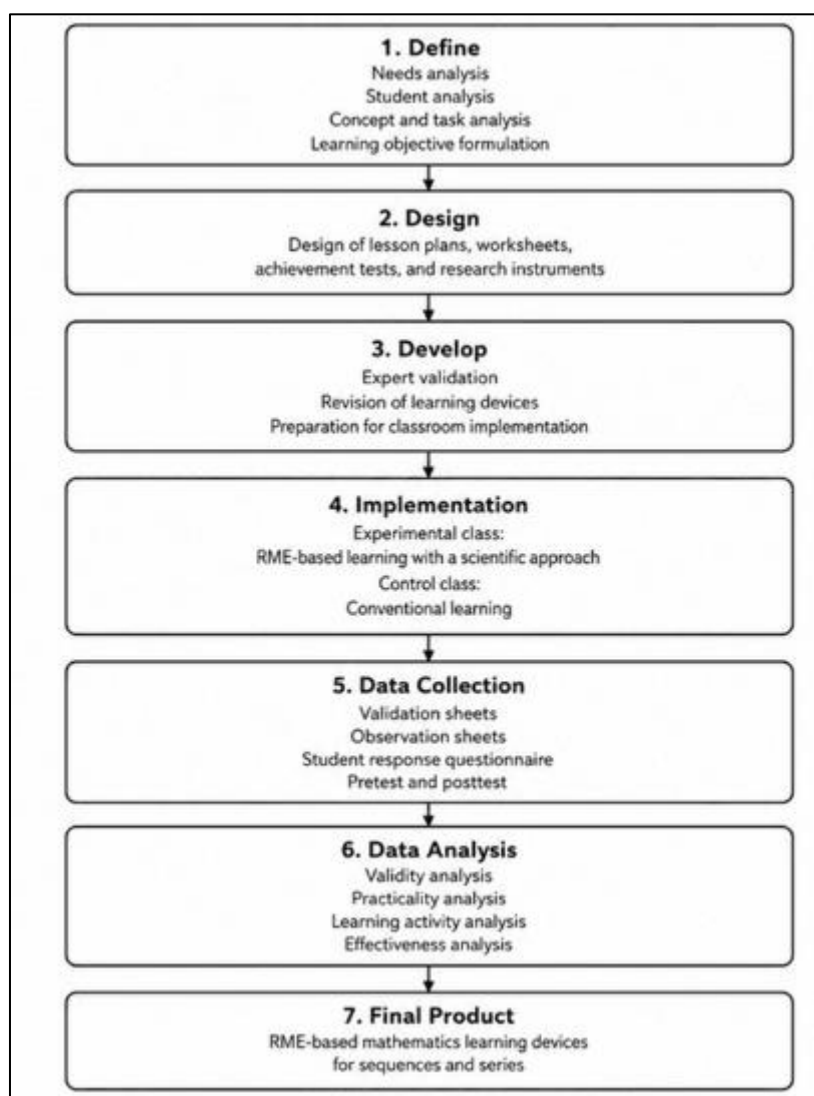 1. Define
Needs analysis
Student analysis
Concept and task analysis
Learning objective formulation
2. Design
Design of lesson plans, worksheets,
achievement tests, and research instruments
3. Develop
Expert validation
Revision of learning devices
Preparation for classroom implementation
4. Implementation
Experimental class:
RME-based learning with a scientific approach
Control class:
Conventional learning
5. Data Collection
Validation sheets
Observation sheets
Student response questionnaire
Pretest and posttest
6. Data Analysis
Validity analysis
Practicality analysis
Learning activity analysis
Effectiveness analysis
7. Final Product
RME-based mathematics learning devices
for sequences and series